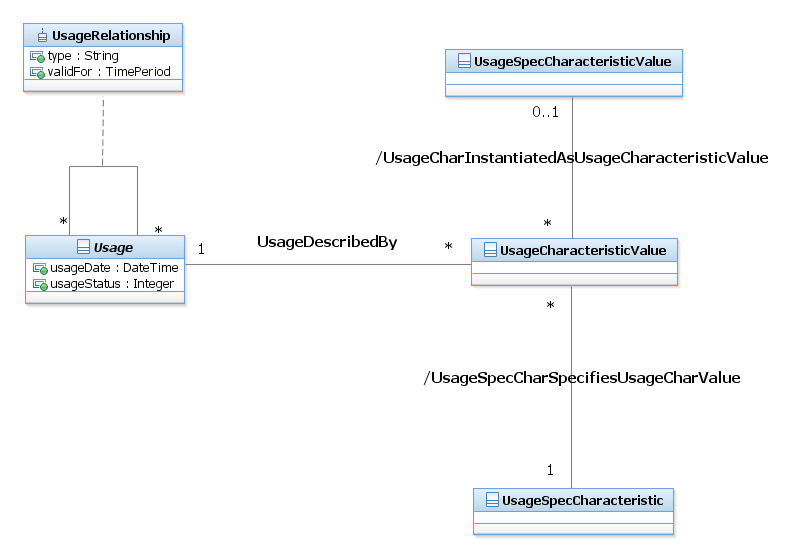 UsageRelationship
type : String
validFor : TimePeriod
UsageSpecCharacteristicValue
0..1
/UsageCharInstantiatedAsUsageCharacteristicValue
*
*
*
Usage
usageDate : DateTime
usageStatus : Integer
1
UsageDescribedBy
*
UsageCharacteristicValue
*
/UsageSpecCharSpecifiesUsageCharValue
1
UsageSpecCharacteristic